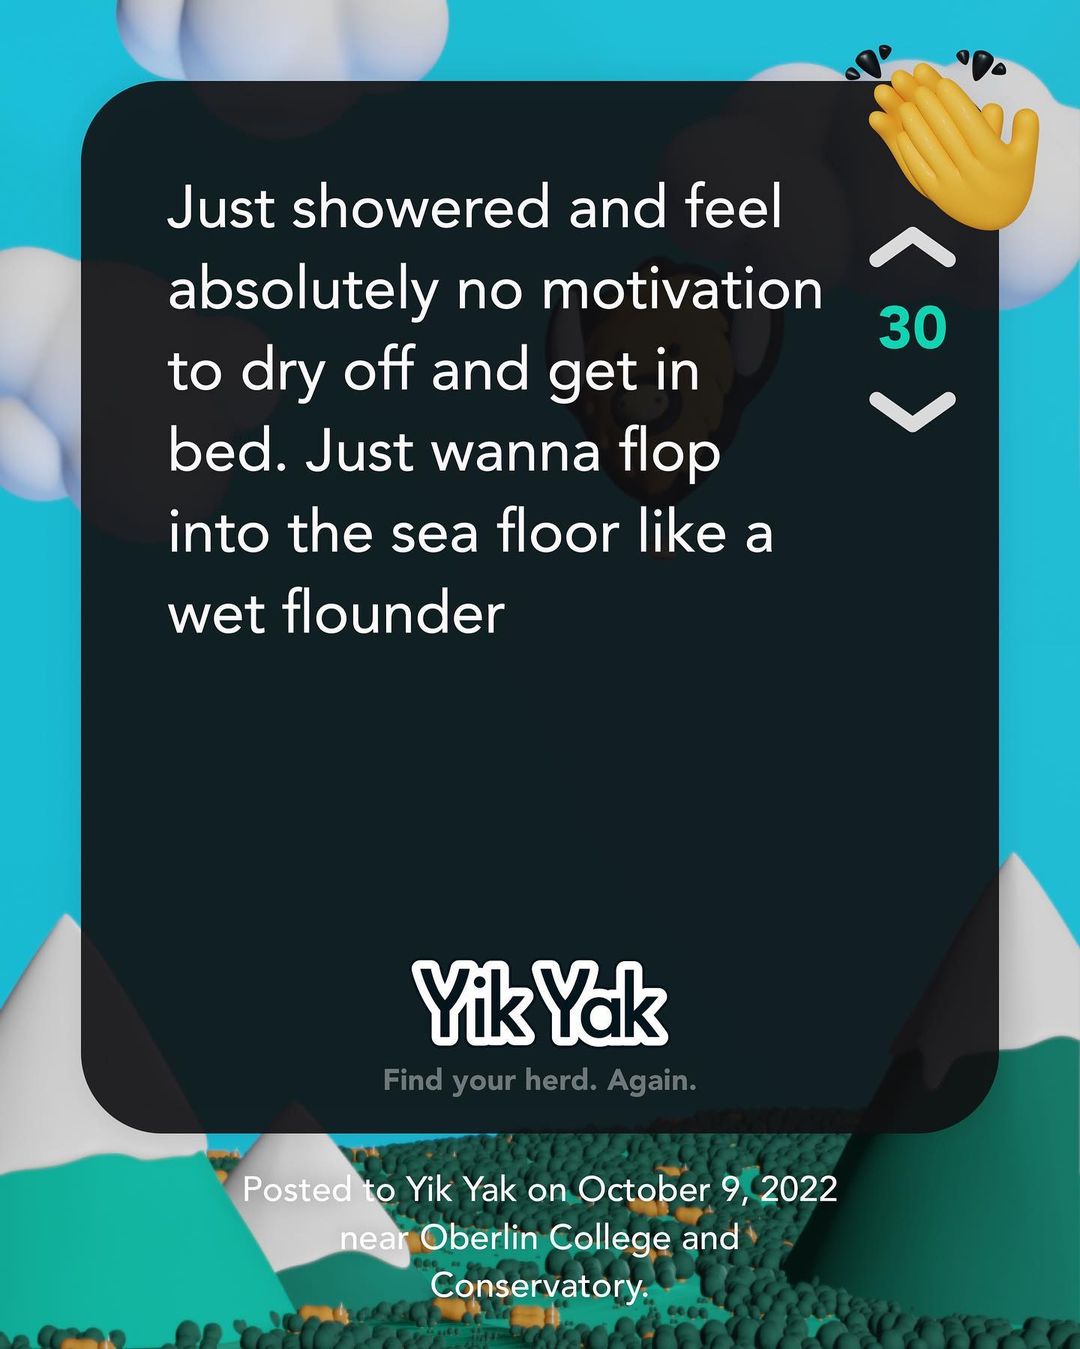 Just showered and feel
absolutely no motivation
to dry off and get in
bed. Just wanna flop
into the sea floor like a
wet flounder
30
Yik Yak
Find your herd. Again.
Posted to Yik Yak on October 9, 2022
near Oberlin College and
Conservatory.